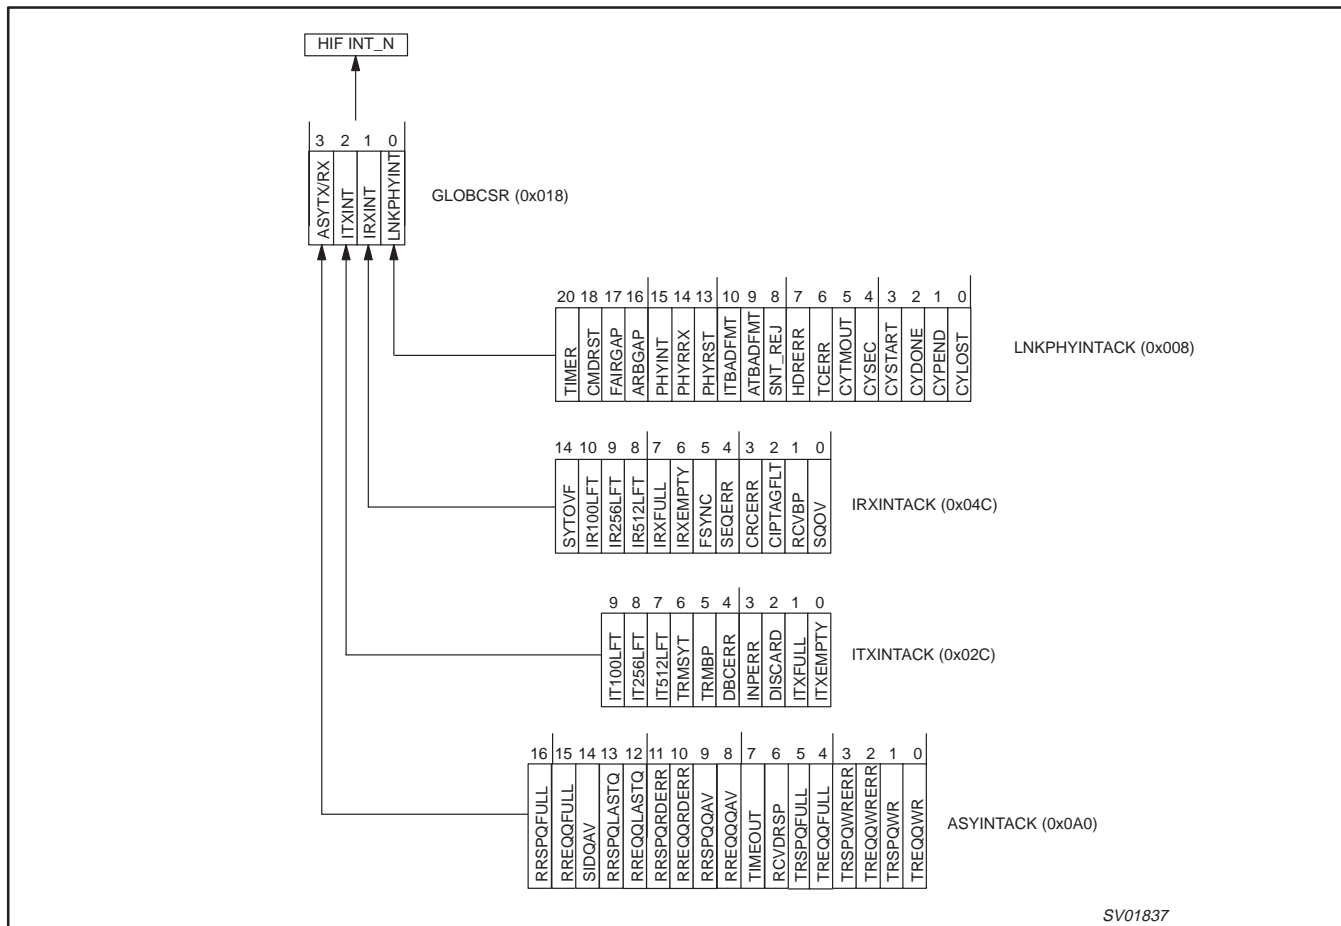 HIF INT_N
3 2 1 0
ASYTX/RX
ITXINT
IRXINT
LNKPHYINT
GLOBCSR (0x018)
20 18 17 16 15 14 13 10 9 8 7 6 5 4 3 2 1 0
TIMER
CMDRST
FAIRGAP
ARBGAP
PHYINT
PHYRRX
PHYRST
ITBADFMT
ATBADFMT
SNT_REJ
HDRERR
TCERR
CYTMOUT
CYSEC
CYSTART
CYDONE
CYPEND
CYLOST
LNKPHYINTACK (0x008)
14 10 9 8 7 6 5 4 3 2 1 0
SYTOVF
IR100LFT
IR256LFT
IR512LFT
IRXFULL
IRXEMPTY
FSYNC
SEQERR
CRCERR
CIPTAGFLT
RCVBP
SQOV
IRXINTACK (0x04C)
9 8 7 6 5 4 3 2 1 0
IT100LFT
IT256LFT
IT512LFT
TRMSYT
TRMBP
DBCERR
INPERR
DISCARD
ITXFULL
ITXEMPTY
ITXINTACK (0x02C)
16 15 14 13 12 11 10 9 8 7 6 5 4 3 2 1 0
RRSPQFULL
RREQQFULL
SIDQAV
RRSPQLASTQ
RREQQLASTQ
RRSPQRDERR
RREQQRDERR
RRSPQQAV
RREQQQAV
TIMEOUT
RCVDRSP
TRSPQFULL
TREQQFULL
TRSPQWRERR
TREQQWRERR
TRSPQWR
TREQQWR
ASYINTACK (0x0A0)
SV01837